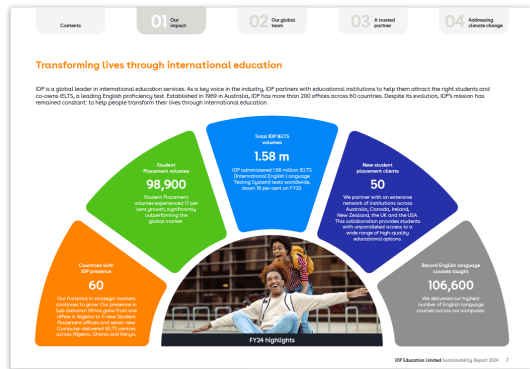 Contents
01 Our impact
02 Our global team
03 A trusted partner
04 Addressing climate change
Transforming lives through international education
IDP is a global leader in international education services. As a key voice in the industry, IDP partners with educational institutions to help them attract the right students and
co-owns IELTS, a leading English proficiency test. Established in 1969 in Australia, IDP has more than 200 offices across 60 countries. Despite its evolution, IDP's mission has
remained constant: to help people transform their lives through international education.
Countries with
IDP presence
60
Our footprint in strategic markets
continues to grow. Our presence in
Sub-Saharan Africa grew from one
office in Nigeria to 11 new Student
Placement offices and seven new
Computer-delivered IELTS centres
across Nigeria, Ghana and Kenya.
Student
Placement volumes
98,900
Student Placement
volumes experienced 17 per
cent growth, significantly
outperforming the
global market.
Total IDP IELTS
volumes
1.58 m
IDP administered 1.58 million IELTS
(International English Language
Testing System) tests worldwide,
down 18 per cent on FY23.
New student
placement clients
50
We partner with an extensive
network of institutions across
Australia, Canada, Ireland,
New Zealand, the UK and the USA.
This collaboration provides students
with unparalleled access to a
wide range of high-quality
educational options.
Record English language
courses taught
106,600
We delivered our highest
number of English language
courses across our campuses.
FY24 highlights
IDP Education Limited Sustainability Report 2024 7